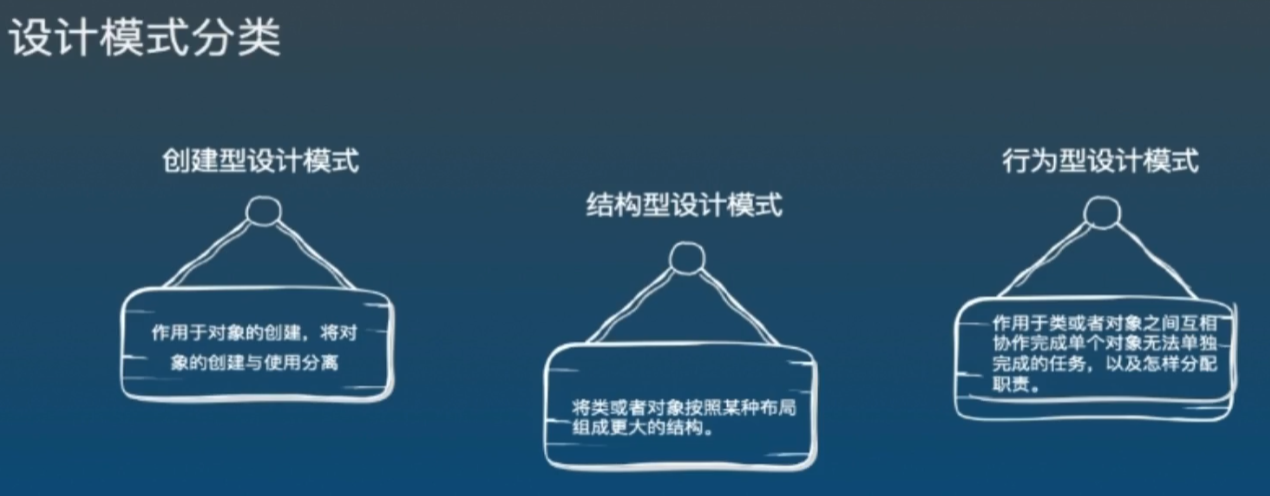 设计模式分类
创建型设计模式
作用于对象的创建，将对
象的创建与使用分离
结构型设计模式
将类或者对象按照某种布局
组成更大的结构。
行为型设计模式
作用于类或者对象之间互相
协作完成单个对象无法单独
完成的任务，以及怎样分配
职责。